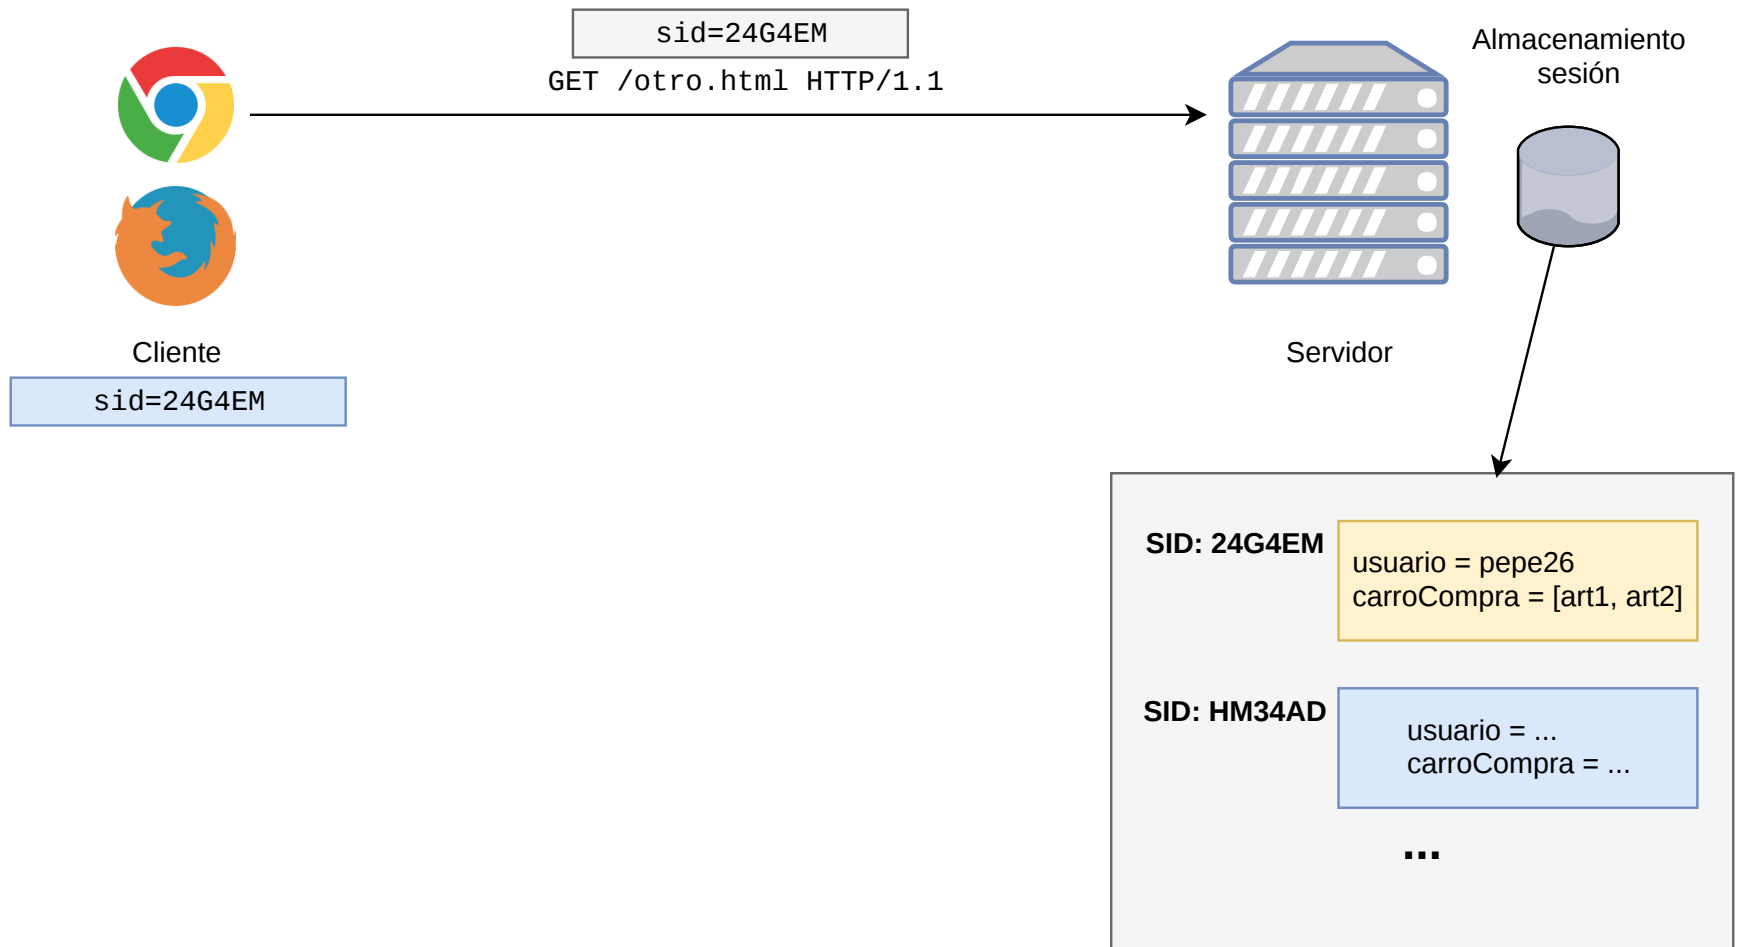 sid=24G4EM
GET /otro.html HTTP/1.1
Almacenamiento
sesión
Cliente
sid=24G4EM
Servidor
SID: 24G4EM
usuario = pepe26
carroCompra = [art1, art2]
SID: HM34AD
usuario = ...
carroCompra = ...
...